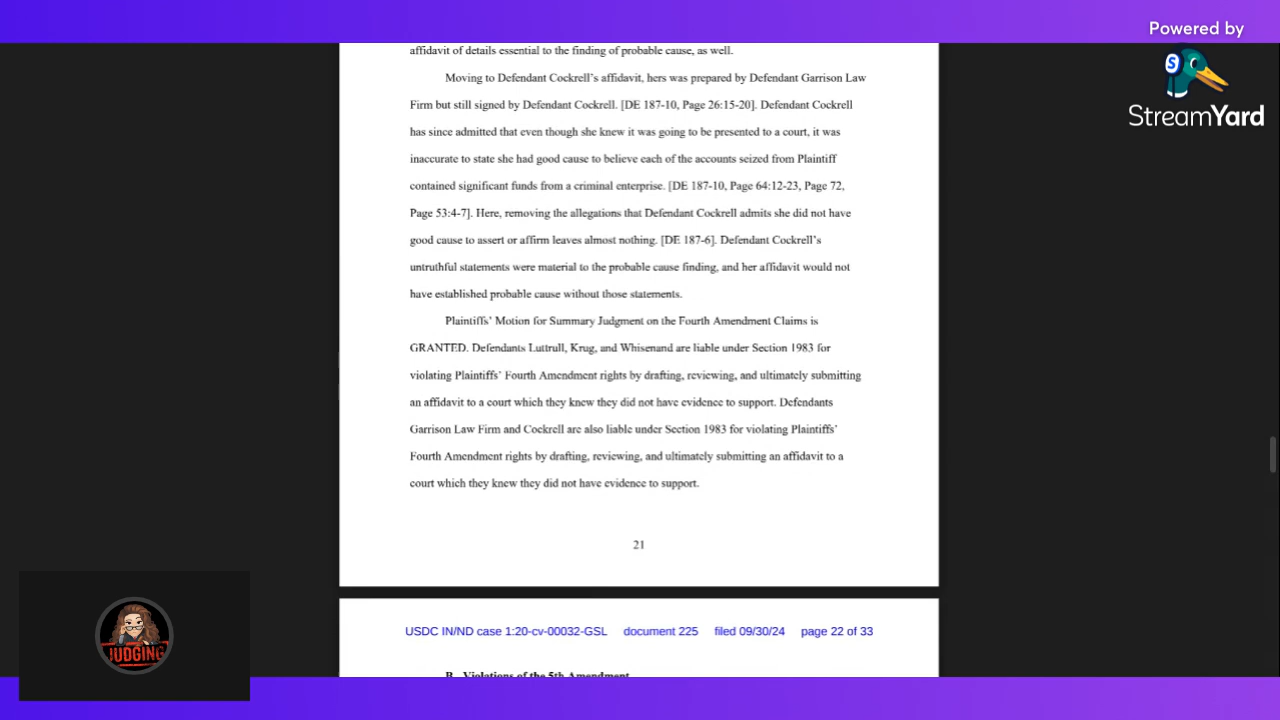 Powered by
StreamYard
affidavit of details essential to the finding of probable cause, as well.
Moving to Defendant Cockrell's affidavit, hers was prepared by Defendant Garrison Law
Firm but still signed by Defendant Cockrell. [DE 187-10, Page 26:15-20]. Defendant Cockrell
has since admitted that even though she knew it was going to be presented to a court, it was
inaccurate to state she had good cause to believe each of the accounts seized from Plaintiff
contained significant funds from a criminal enterprise. [DE 187-10, Page 64:12-23, Page 72,
Page 53:4-7]. Here, removing the allegations that Defendant Cockrell admits she did not have
good cause to assert or affirm leaves almost nothing. [DE 187-6]. Defendant Cockrell's
untruthful statements were material to the probable cause finding, and her affidavit would not
have established probable cause without those statements.
Plaintiffs' Motion for Summary Judgment on the Fourth Amendment Claims is
GRANTED. Defendants Luttrull, Krug, and Whisenand are liable under Section 1983 for
violating Plaintiffs' Fourth Amendment rights by drafting, reviewing, and ultimately submitting
an affidavit to a court which they knew they did not have evidence to support. Defendants
Garrison Law Firm and Cockrell are also liable under Section 1983 for violating Plaintiffs'
Fourth Amendment rights by drafting, reviewing, and ultimately submitting an affidavit to a
court which they knew they did not have evidence to support.
21
USDC IN/ND case 1:20-cv-00032-GSL document 225 filed 09/30/24 page 22 of 33
B. Violations of the 5th Amendment
JUDGING